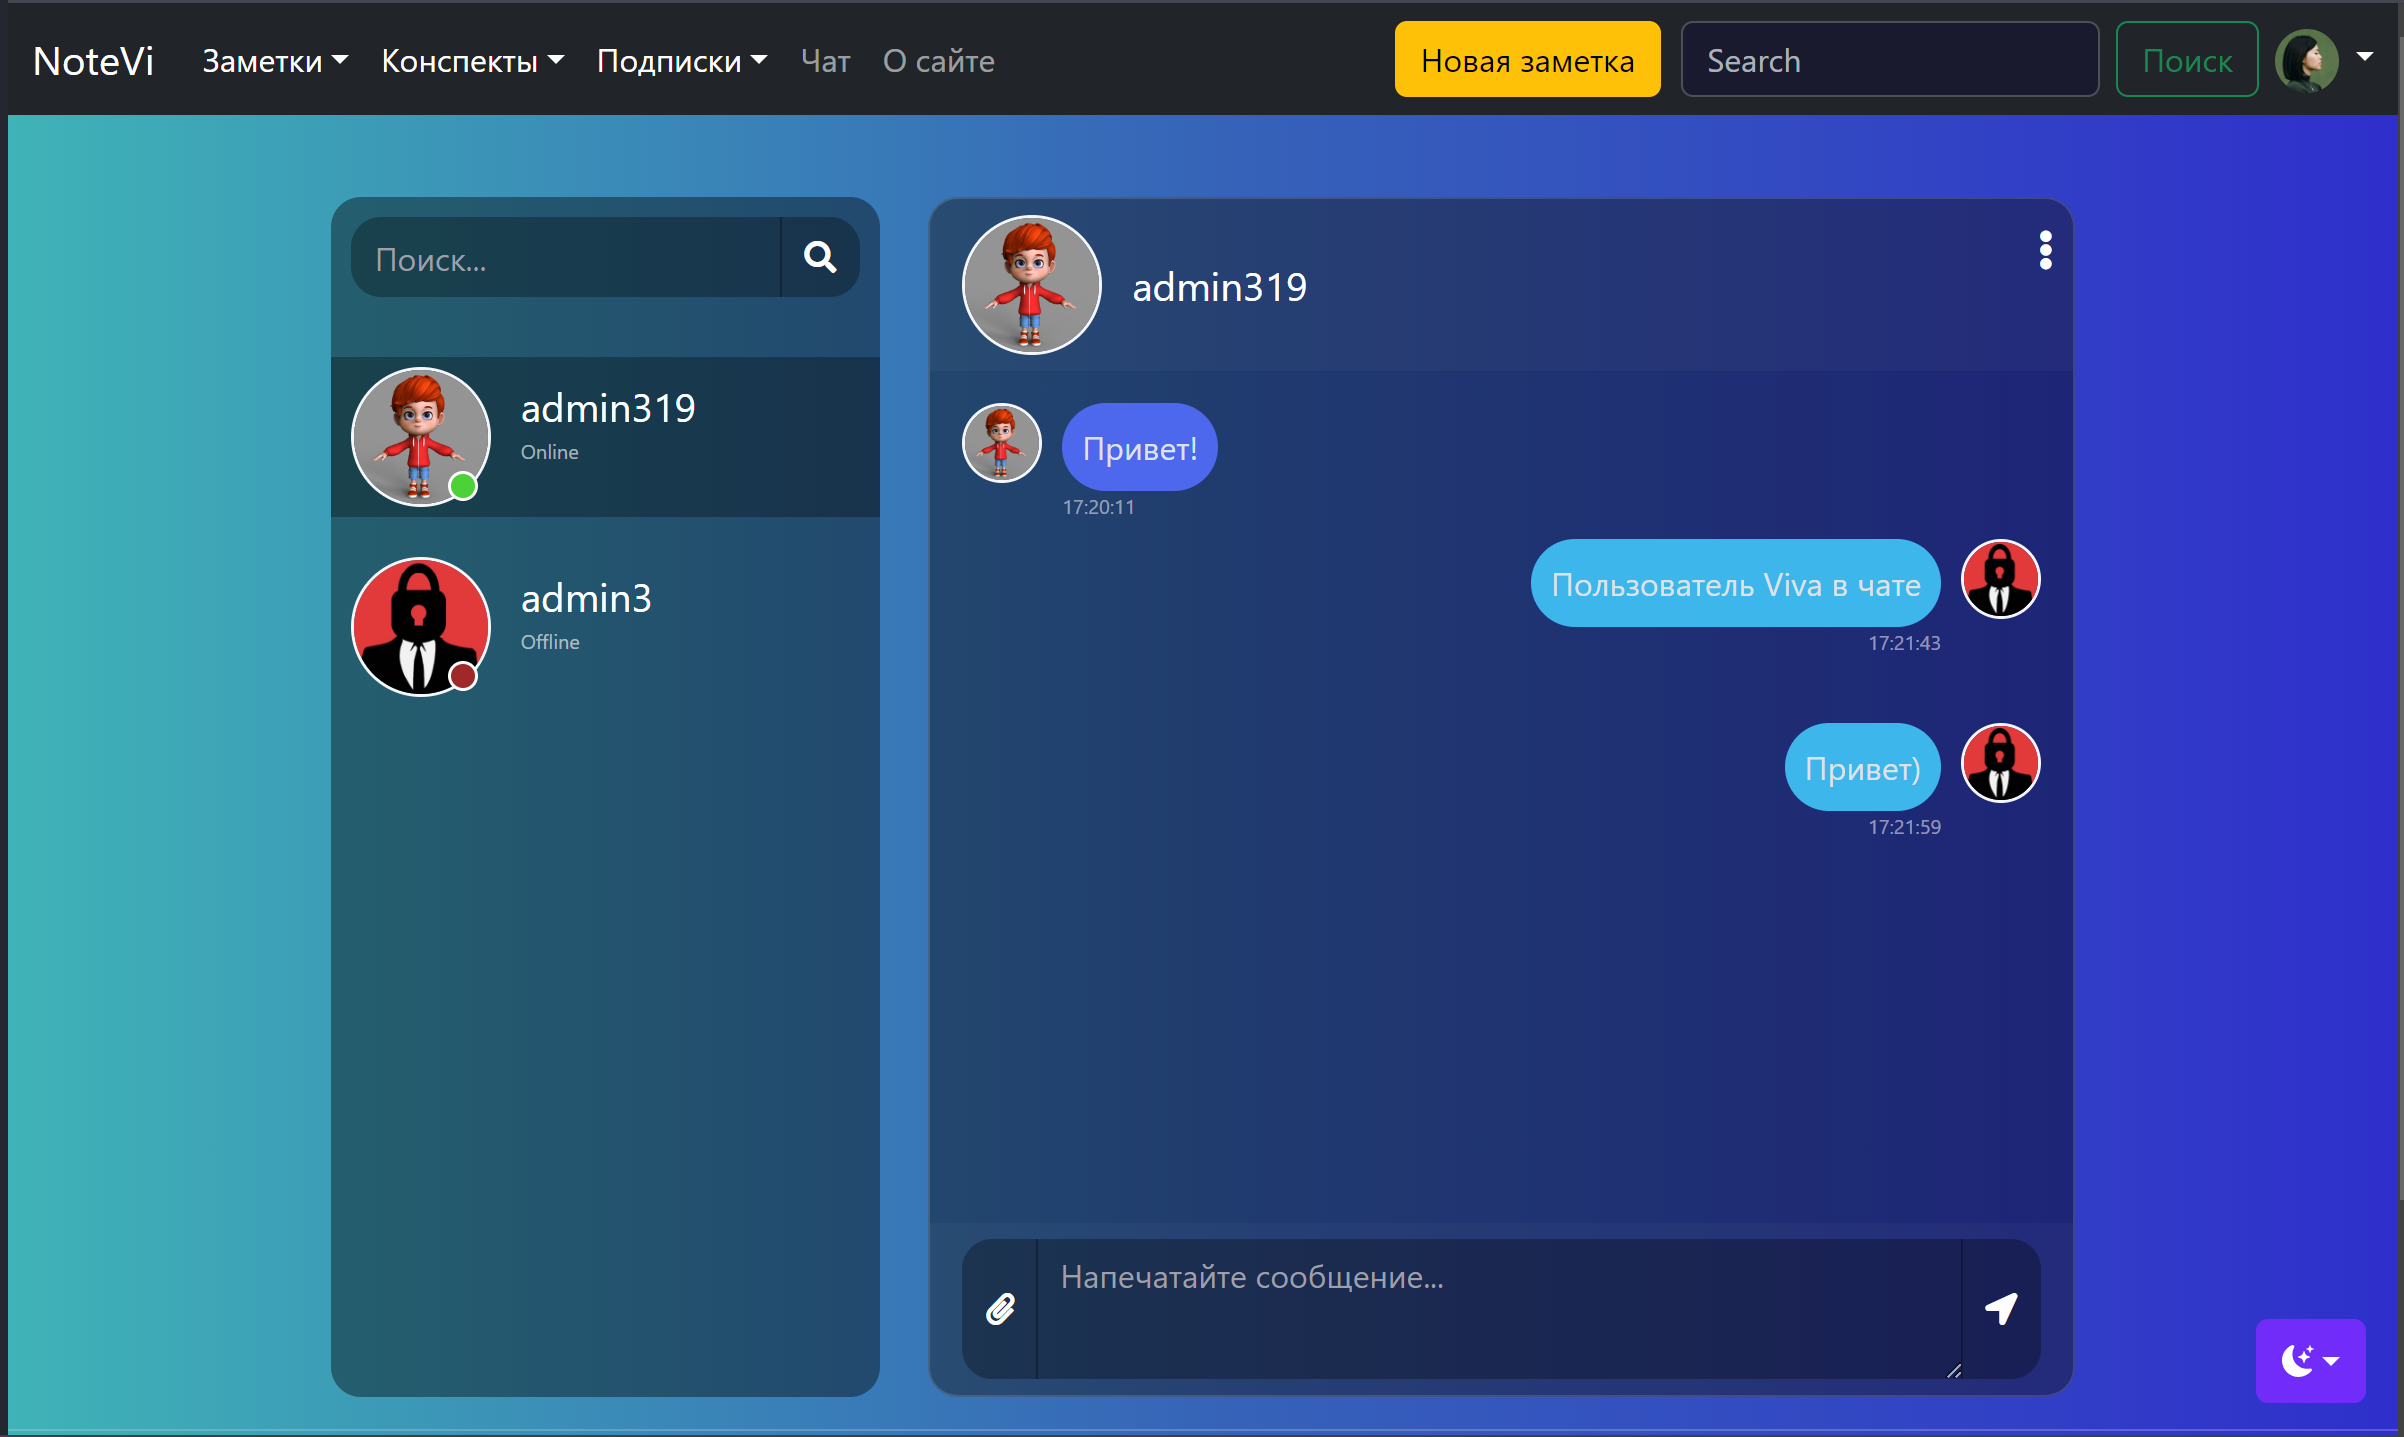 NoteVi Заметки Конспекты Подписки Чат О сайте Новая заметка Search Поиск
Поиск...
admin319
Online
admin3
Offline
admin319
Привет!
17:20:11
Пользователь Viva в чате
17:21:43
Привет)
17:21:59
Напечатайте сообщение...